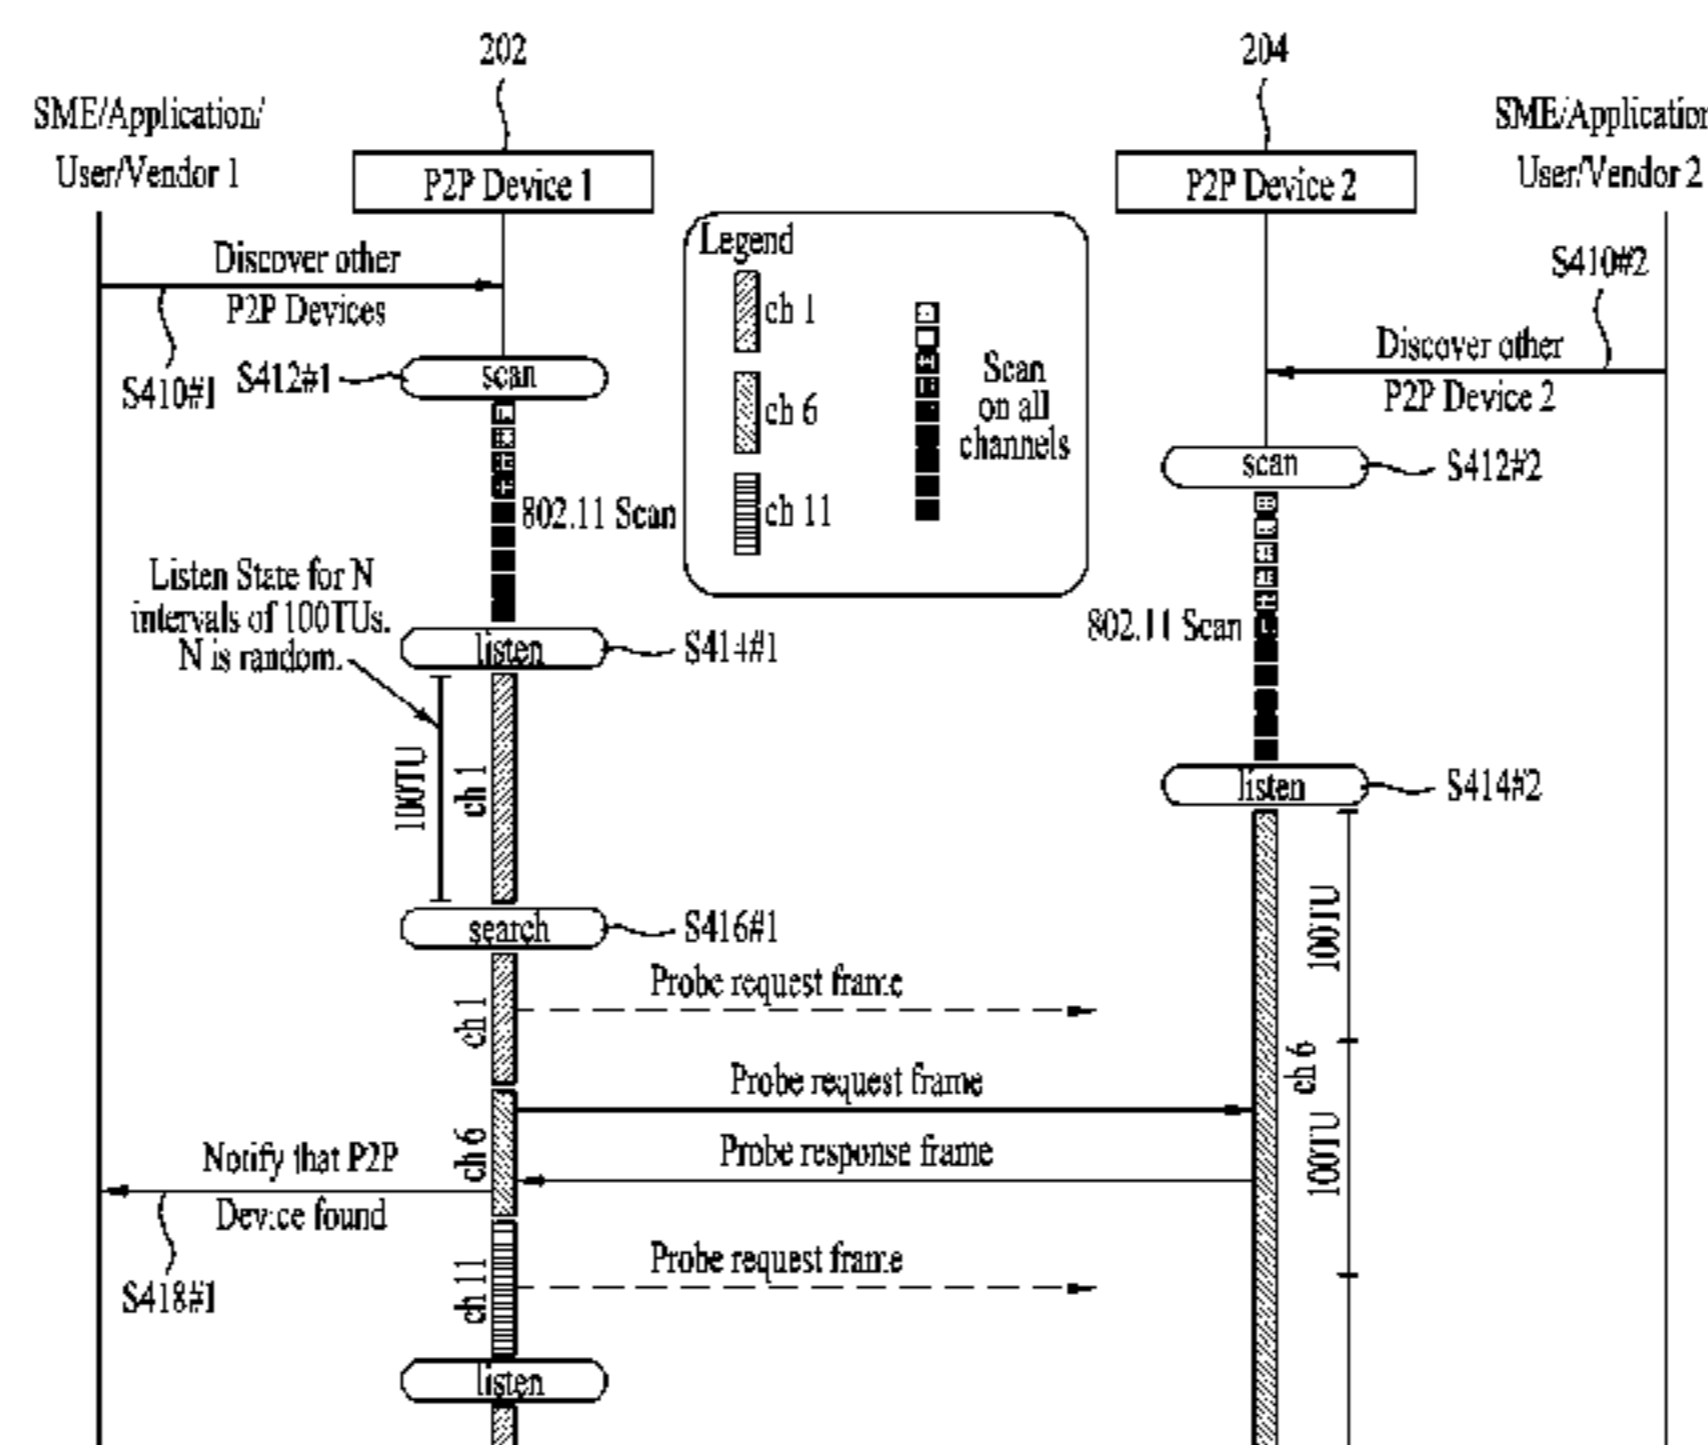 202
204
SME/Application/
User/Vendor 1
SME/Application
User/Vendor 2
P2P Device 1
P2P Device 2
Legend
ch 1
ch 6
ch 11
Scan
on all
channels
Discover other
P2P Devices
S410#1
S410#2
Discover other
P2P Device 2
S412#1
scan
scan
S412#2
802.11 Scan
802.11 Scan
Listen State for N
intervals of 100TUs.
N is random.
listen
S414#1
100TU
ch 1
listen
S414#2
search
S416#1
100TU
ch 1
Probe request frame
ch 6
Probe request frame
ch 6
Probe response frame
100TU
Notify that P2P
Device found
S418#1
ch 11
Probe request frame
listen